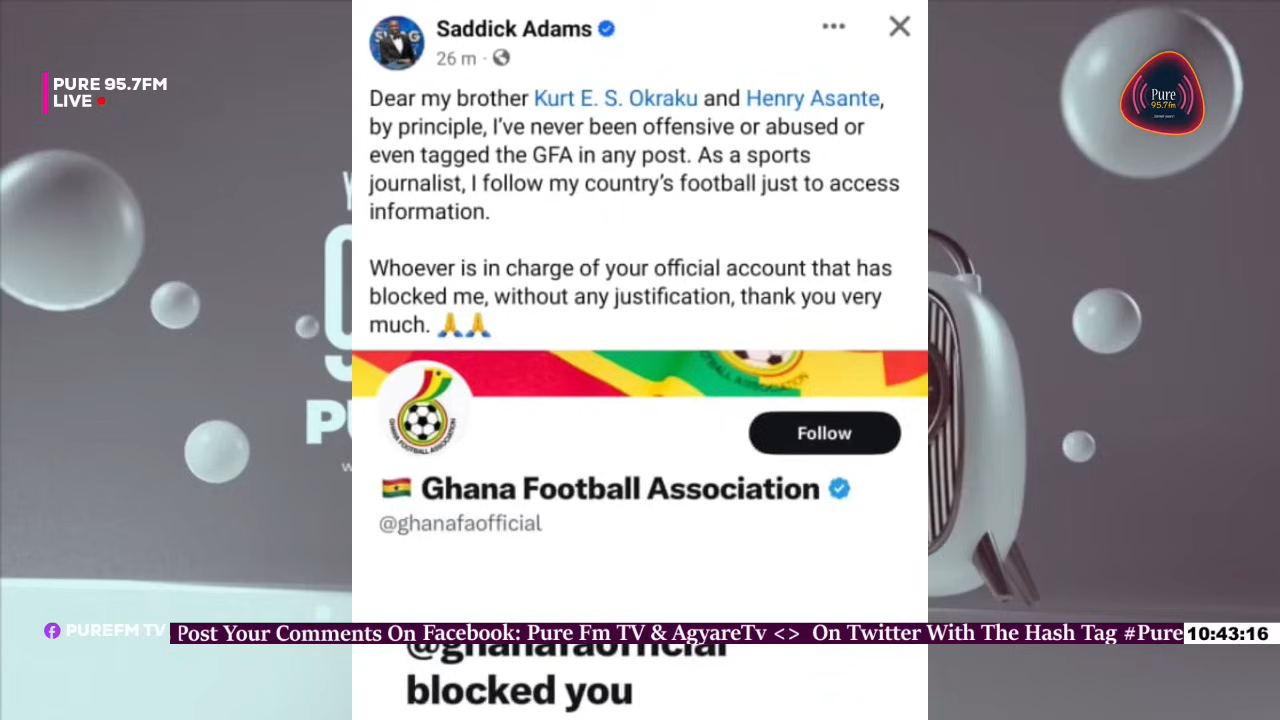 PURE 95.7FM
LIVE
Saddick Adams
26 m
Dear my brother Kurt E. S. Okraku and Henry Asante,
by principle, I've never been offensive or abused or
even tagged the GFA in any post. As a sports
journalist, I follow my country's football just to access
information.
Whoever is in charge of your official account that has
blocked me, without any justification, thank you very
much. 🙏🙏
Pure
95.7fm
GHANA FOOTBALL ASSOCIATION
Follow
🇬🇭 Ghana Football Association
@ghanafaofficial
PUREFM TV
Post Your Comments On Facebook: Pure Fm TV & AgyareTv <> On Twitter With The Hash Tag #Pure
10:43:16
@ghanafaofficial
blocked you